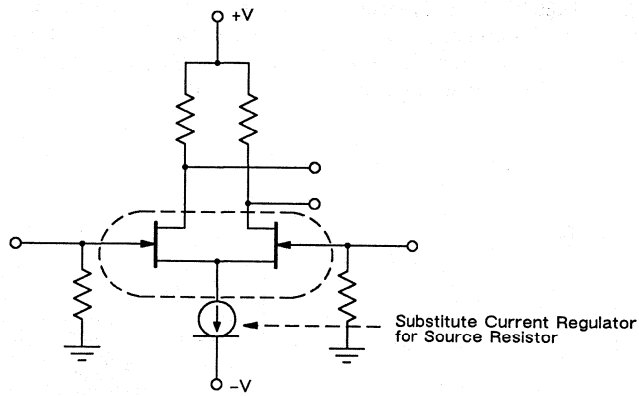 +V
Substitute Current Regulator
for Source Resistor
-V